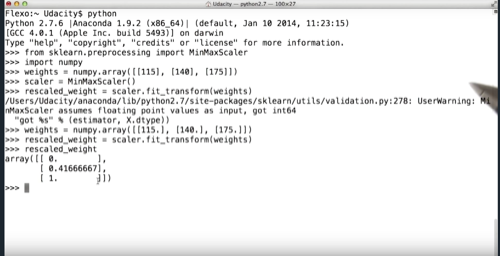 Udacity — python2.7 — 100×27
Flexo:~ Udacity$ python
Python 2.7.6 |Anaconda 1.9.2 (x86_64)| (default, Jan 10 2014, 11:23:15)
[GCC 4.0.1 (Apple Inc. build 5493)] on darwin
Type "help", "copyright", "credits" or "license" for more information.
>>> from sklearn.preprocessing import MinMaxScaler
>>> import numpy
>>> weights = numpy.array([[115], [140], [175]])
>>> scaler = MinMaxScaler()
>>> rescaled_weight = scaler.fit_transform(weights)
/Users/Udacity/anaconda/lib/python2.7/site-packages/sklearn/utils/validation.py:278: UserWarning: Mi
nMaxScaler assumes floating point values as input, got int64
  "got %s" % (estimator, X.dtype))
>>> weights = numpy.array([[115.], [140.], [175.]])
>>> rescaled_weight = scaler.fit_transform(weights)
>>> rescaled_weight
array([[ 0.        ],
       [ 0.41666667],
       [ 1.        ]])
>>>